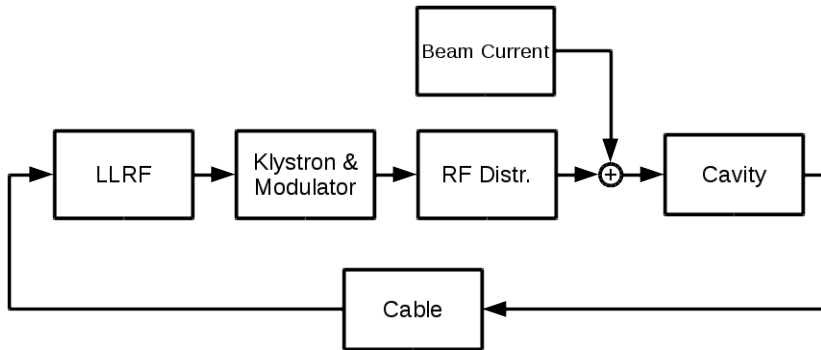 Beam Current
LLRF
Klystron &
Modulator
RF Distr.
+
Cavity
Cable